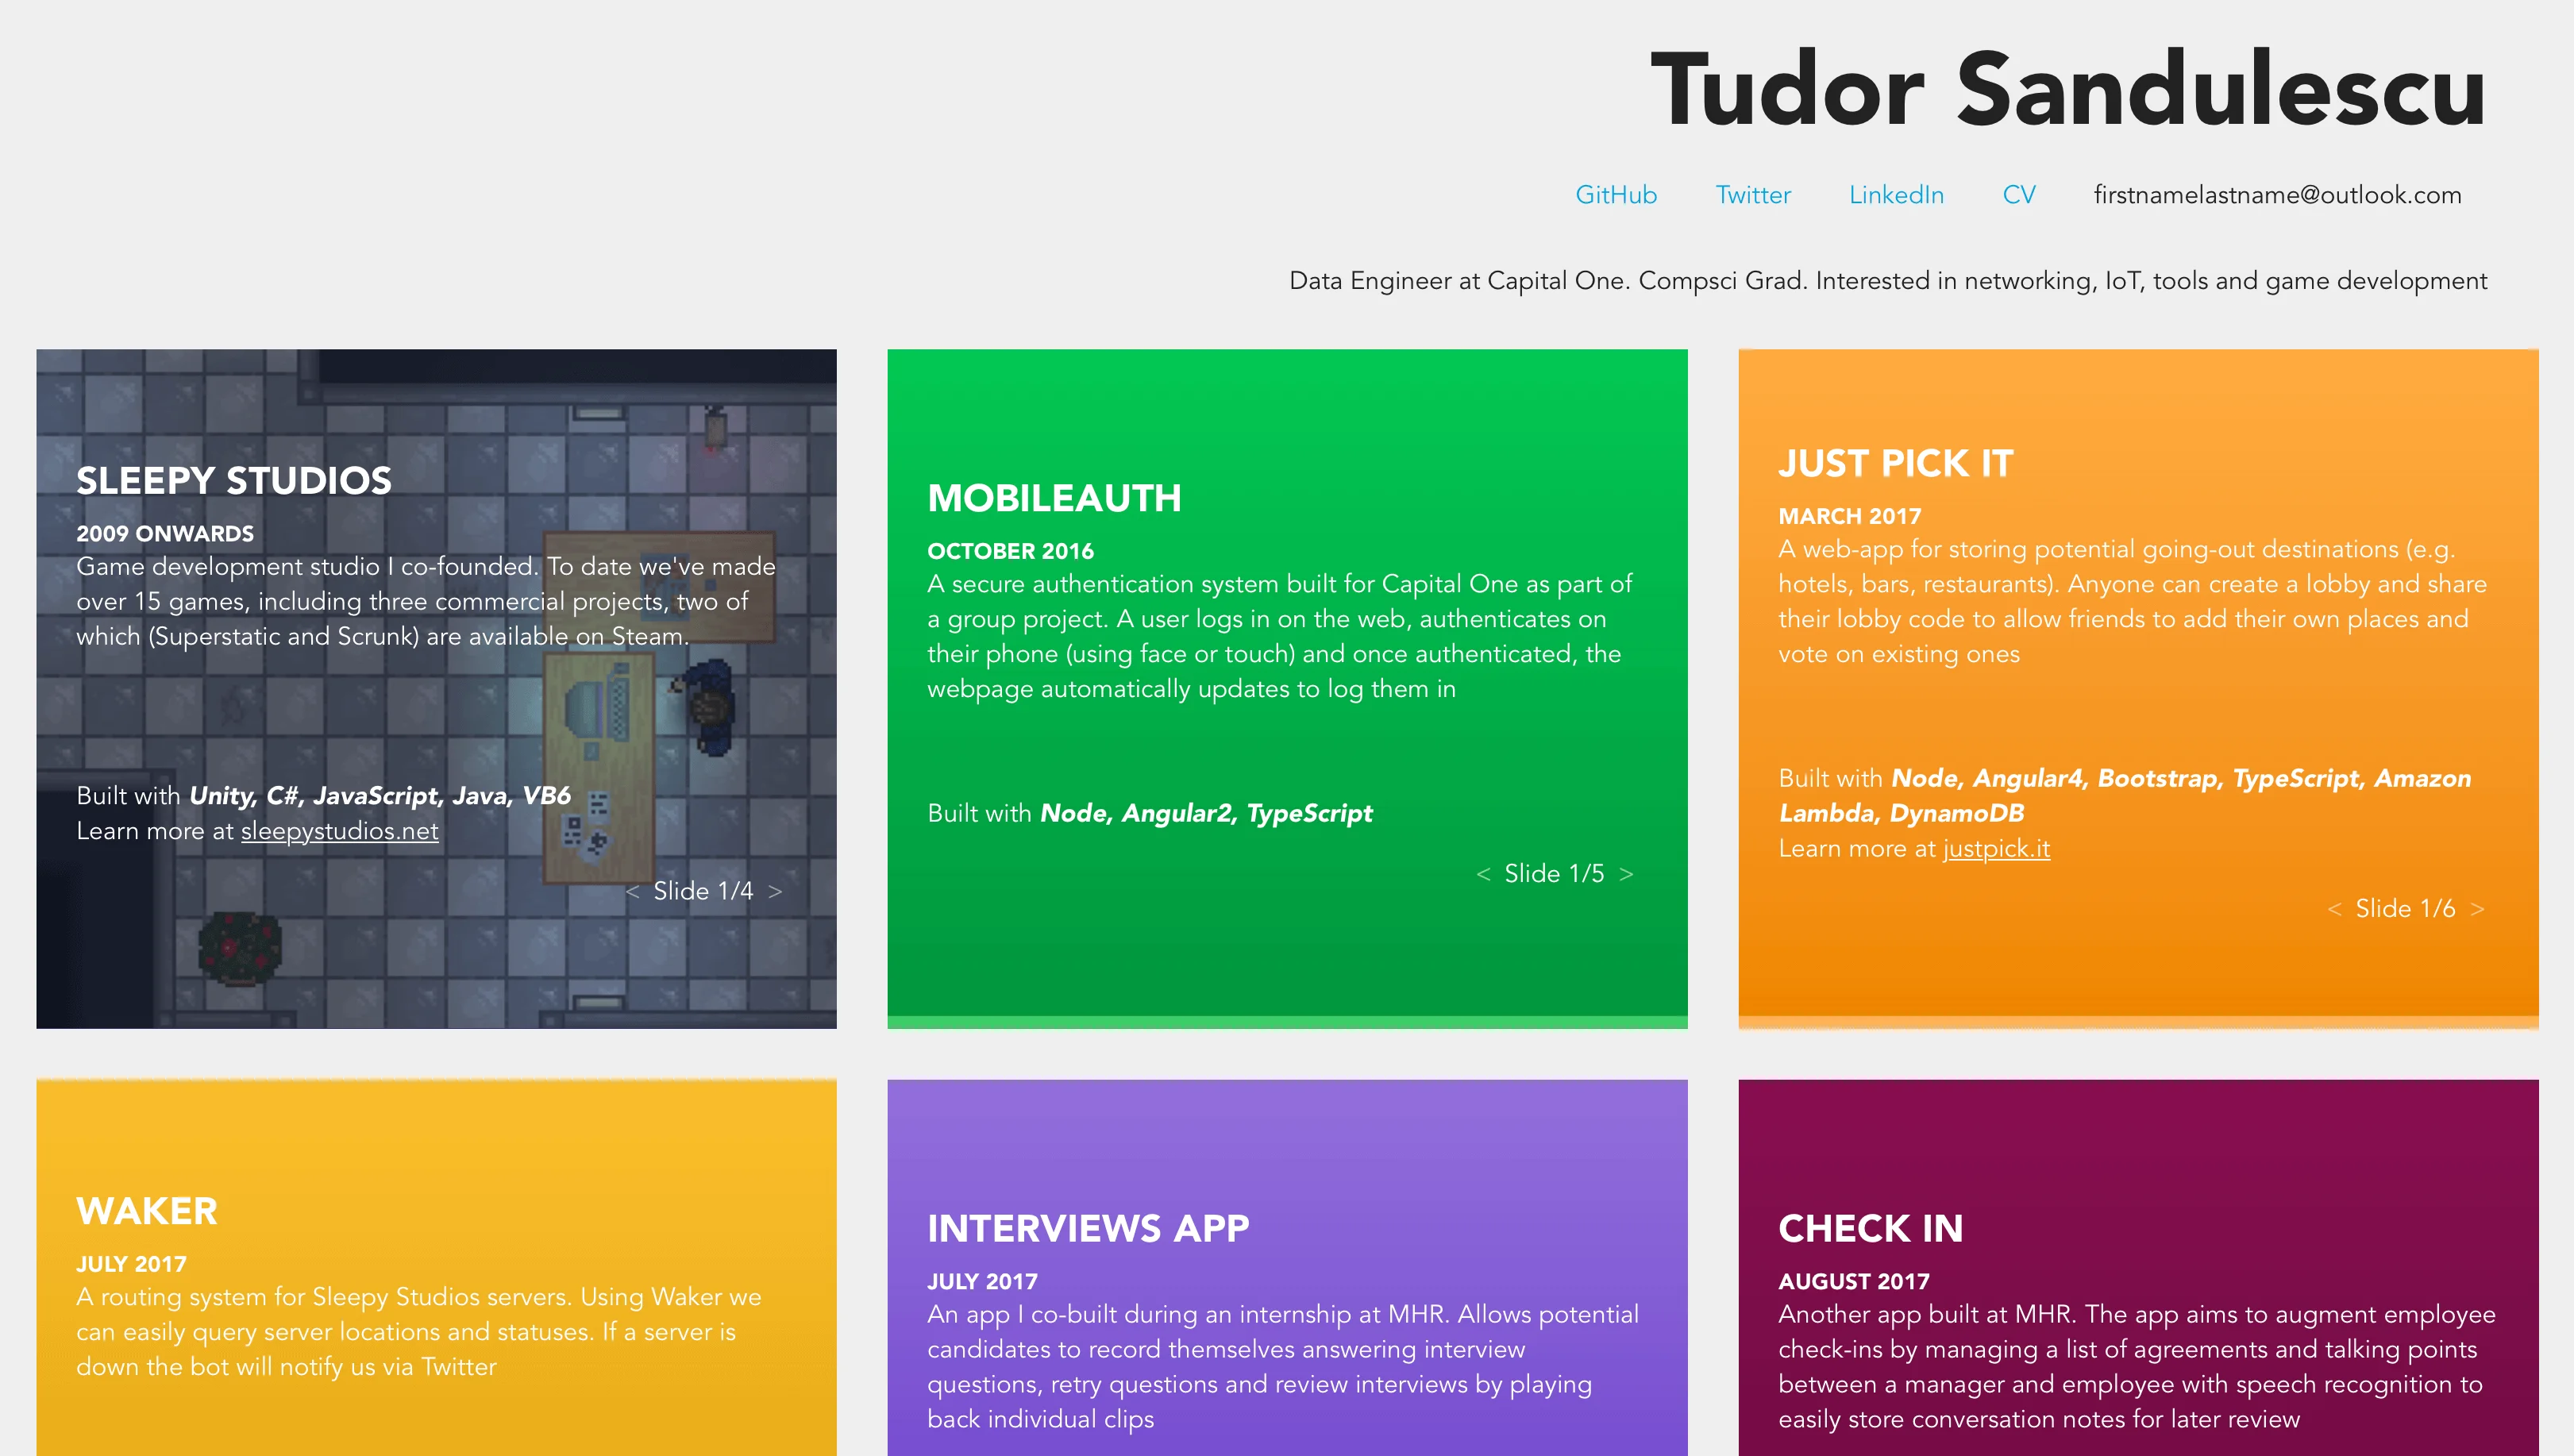 Tudor Sandulescu
GitHub Twitter LinkedIn CV firstnamelastname@outlook.com
Data Engineer at Capital One. Compsci Grad. Interested in networking, IoT, tools and game development
SLEEPY STUDIOS
2009 ONWARDS
Game development studio I co-founded. To date we've made
over 15 games, including three commercial projects, two of
which (Superstatic and Scrunk) are available on Steam.
Built with Unity, C#, JavaScript, Java, VB6
Learn more at sleepystudios.net
< Slide 1/4 >
MOBILEAUTH
OCTOBER 2016
A secure authentication system built for Capital One as part of
a group project. A user logs in on the web, authenticates on
their phone (using face or touch) and once authenticated, the
webpage automatically updates to log them in
Built with Node, Angular2, TypeScript
< Slide 1/5 >
JUST PICK IT
MARCH 2017
A web-app for storing potential going-out destinations (e.g.
hotels, bars, restaurants). Anyone can create a lobby and share
their lobby code to allow friends to add their own places and
vote on existing ones
Built with Node, Angular4, Bootstrap, TypeScript, Amazon
Lambda, DynamoDB
Learn more at justpick.it
< Slide 1/6 >
WAKER
JULY 2017
A routing system for Sleepy Studios servers. Using Waker we
can easily query server locations and statuses. If a server is
down the bot will notify us via Twitter
INTERVIEWS APP
JULY 2017
An app I co-built during an internship at MHR. Allows potential
candidates to record themselves answering interview
questions, retry questions and review interviews by playing
back individual clips
CHECK IN
AUGUST 2017
Another app built at MHR. The app aims to augment employee
check-ins by managing a list of agreements and talking points
between a manager and employee with speech recognition to
easily store conversation notes for later review